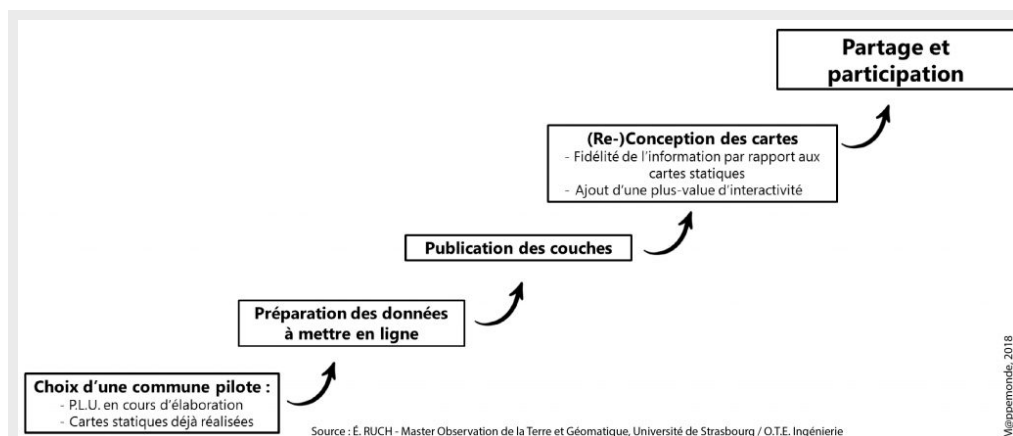 Partage et
participation
(Re-)Conception des cartes
- Fidélité de l'information par rapport aux
cartes statiques
- Ajout d'une plus-value d'interactivité
Publication des couches
Préparation des données
à mettre en ligne
Choix d'une commune pilote :
- P.L.U. en cours d'élaboration
- Cartes statiques déjà réalisées
Source : É. RUCH - Master Observation de la Terre et Géomatique, Université de Strasbourg / O.T.E. Ingénierie
M@ppemonde, 2018